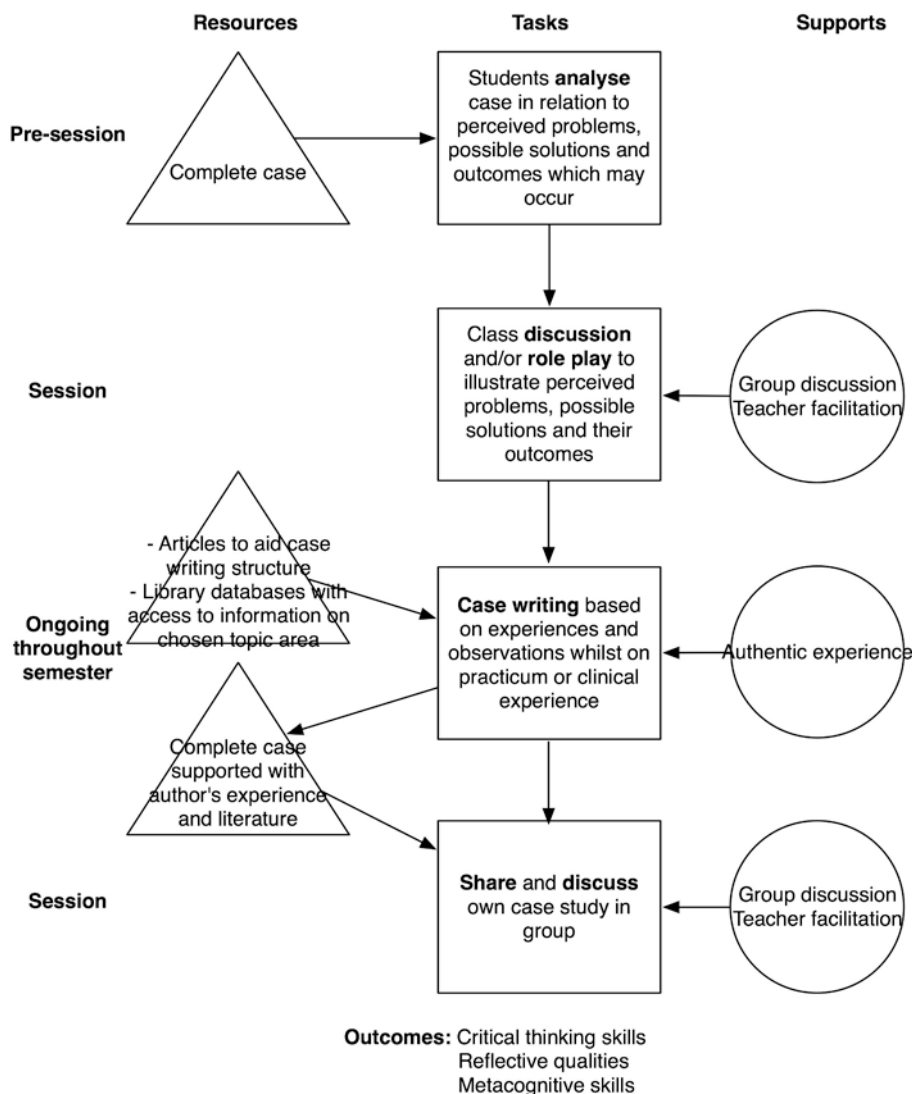 Resources
Tasks
Supports
Pre-session
Complete case
Students analyse
case in relation to
perceived problems,
possible solutions and
outcomes which may
occur
Session
Class discussion
and/or role play to
illustrate perceived
problems, possible
solutions and their
outcomes
Group discussion
Teacher facilitation
Ongoing
throughout
semester
- Articles to aid case
writing structure
- Library databases with
access to information on
chosen topic area
Case writing based
on experiences and
observations whilst on
practicum or clinical
experience
Authentic experience
Complete case
supported with
author's experience
and literature
Session
Share and discuss
own case study in
group
Group discussion
Teacher facilitation
Outcomes: Critical thinking skills
Reflective qualities
Metacognitive skills